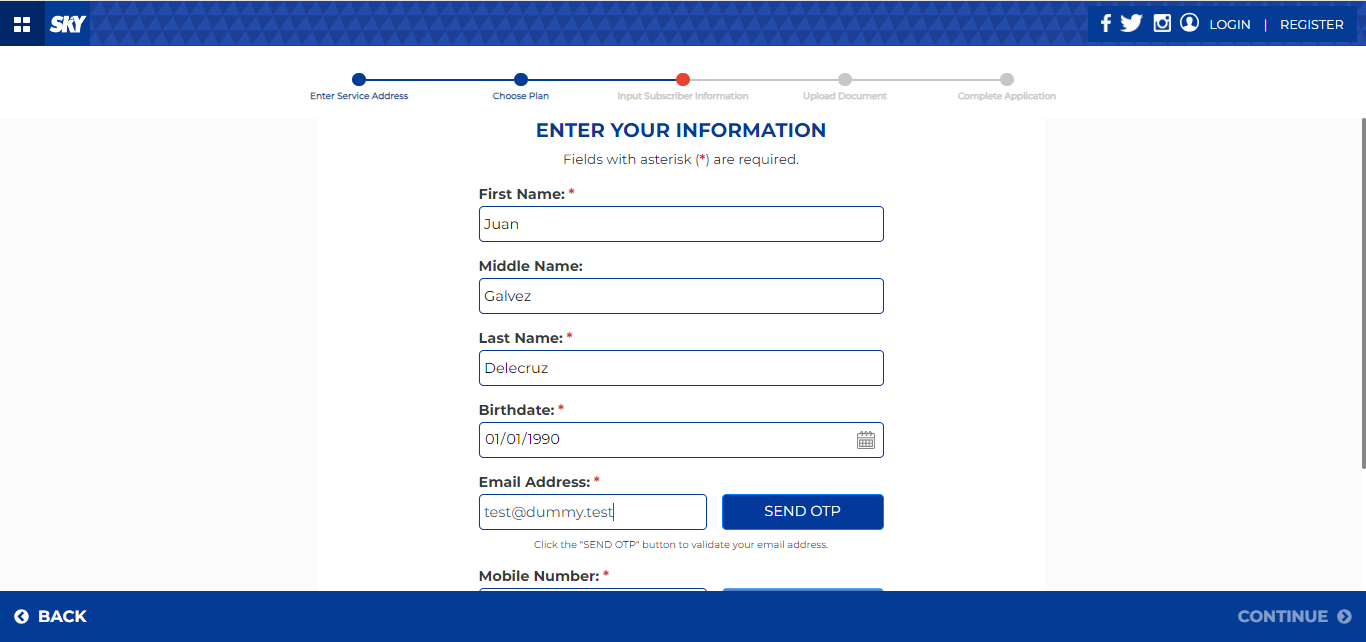 SKY
LOGIN | REGISTER
Enter Service Address
Choose Plan
Input Subscriber Information
Upload Document
Complete Application
ENTER YOUR INFORMATION
Fields with asterisk (*) are required.
First Name: *
Juan
Middle Name:
Galvez
Last Name: *
Delecruz
Birthdate: *
01/01/1990
Email Address: *
test@dummy.test
SEND OTP
Click the "SEND OTP" button to validate your email address.
Mobile Number: *
BACK
CONTINUE